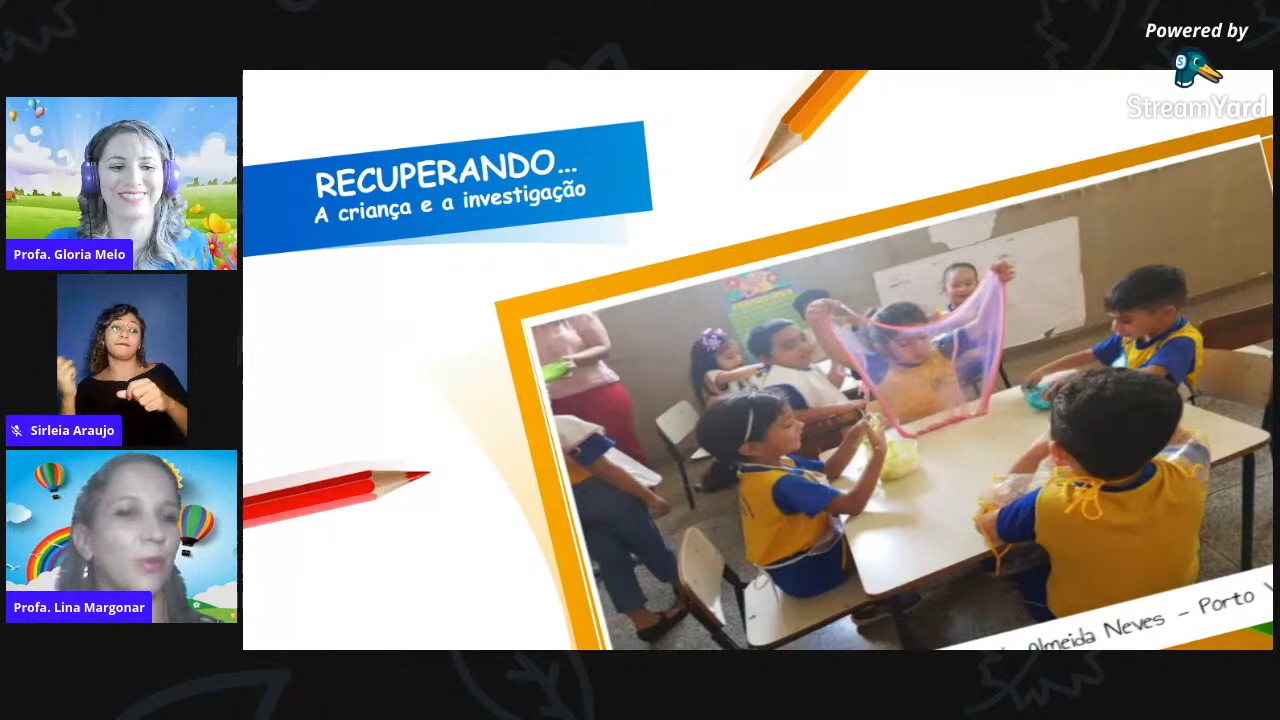 Powered by
StreamYard
Profa. Gloria Melo
Sirleia Araujo
Profa. Lina Margonar
RECUPERANDO...
A criança e a investigação
Almeida Neves - Porto